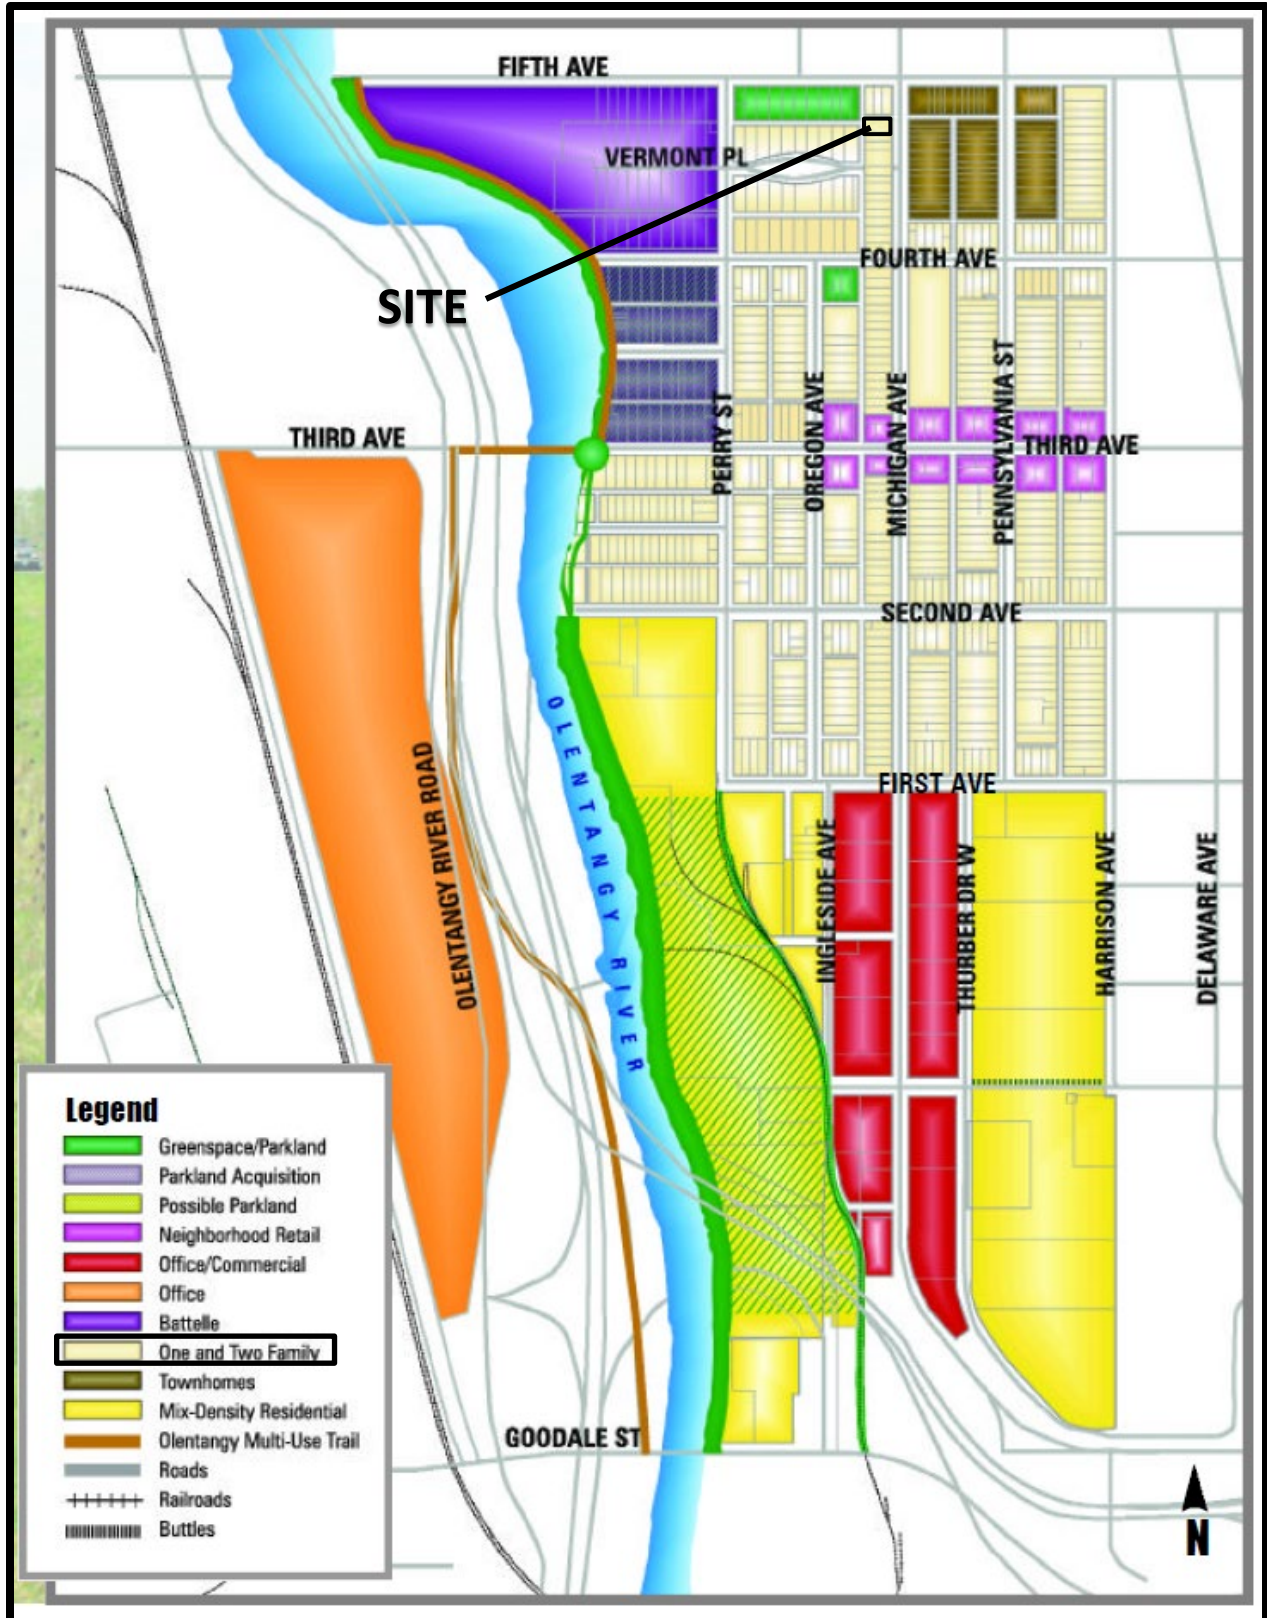 FIFTH AVE
VERMONT PL
FOURTH AVE
SITE
PERRY ST
OREGON AVE
MICHIGAN AVE
PENNSYLVANIA ST
THIRD AVE
THIRD AVE
SECOND AVE
OLENTANGY RIVER
FIRST AVE
OLENTANGY RIVER ROAD
INGLESIDE AVE
THURBER DR W
HARRISON AVE
DELAWARE AVE
Legend
Greenspace/Parkland
Parkland Acquisition
Possible Parkland
Neighborhood Retail
Office/Commercial
Office
Battelle
One and Two Family
Townhomes
Mix-Density Residential
Olentangy Multi-Use Trail
Roads
Railroads
Buttles
GOODALE ST
N